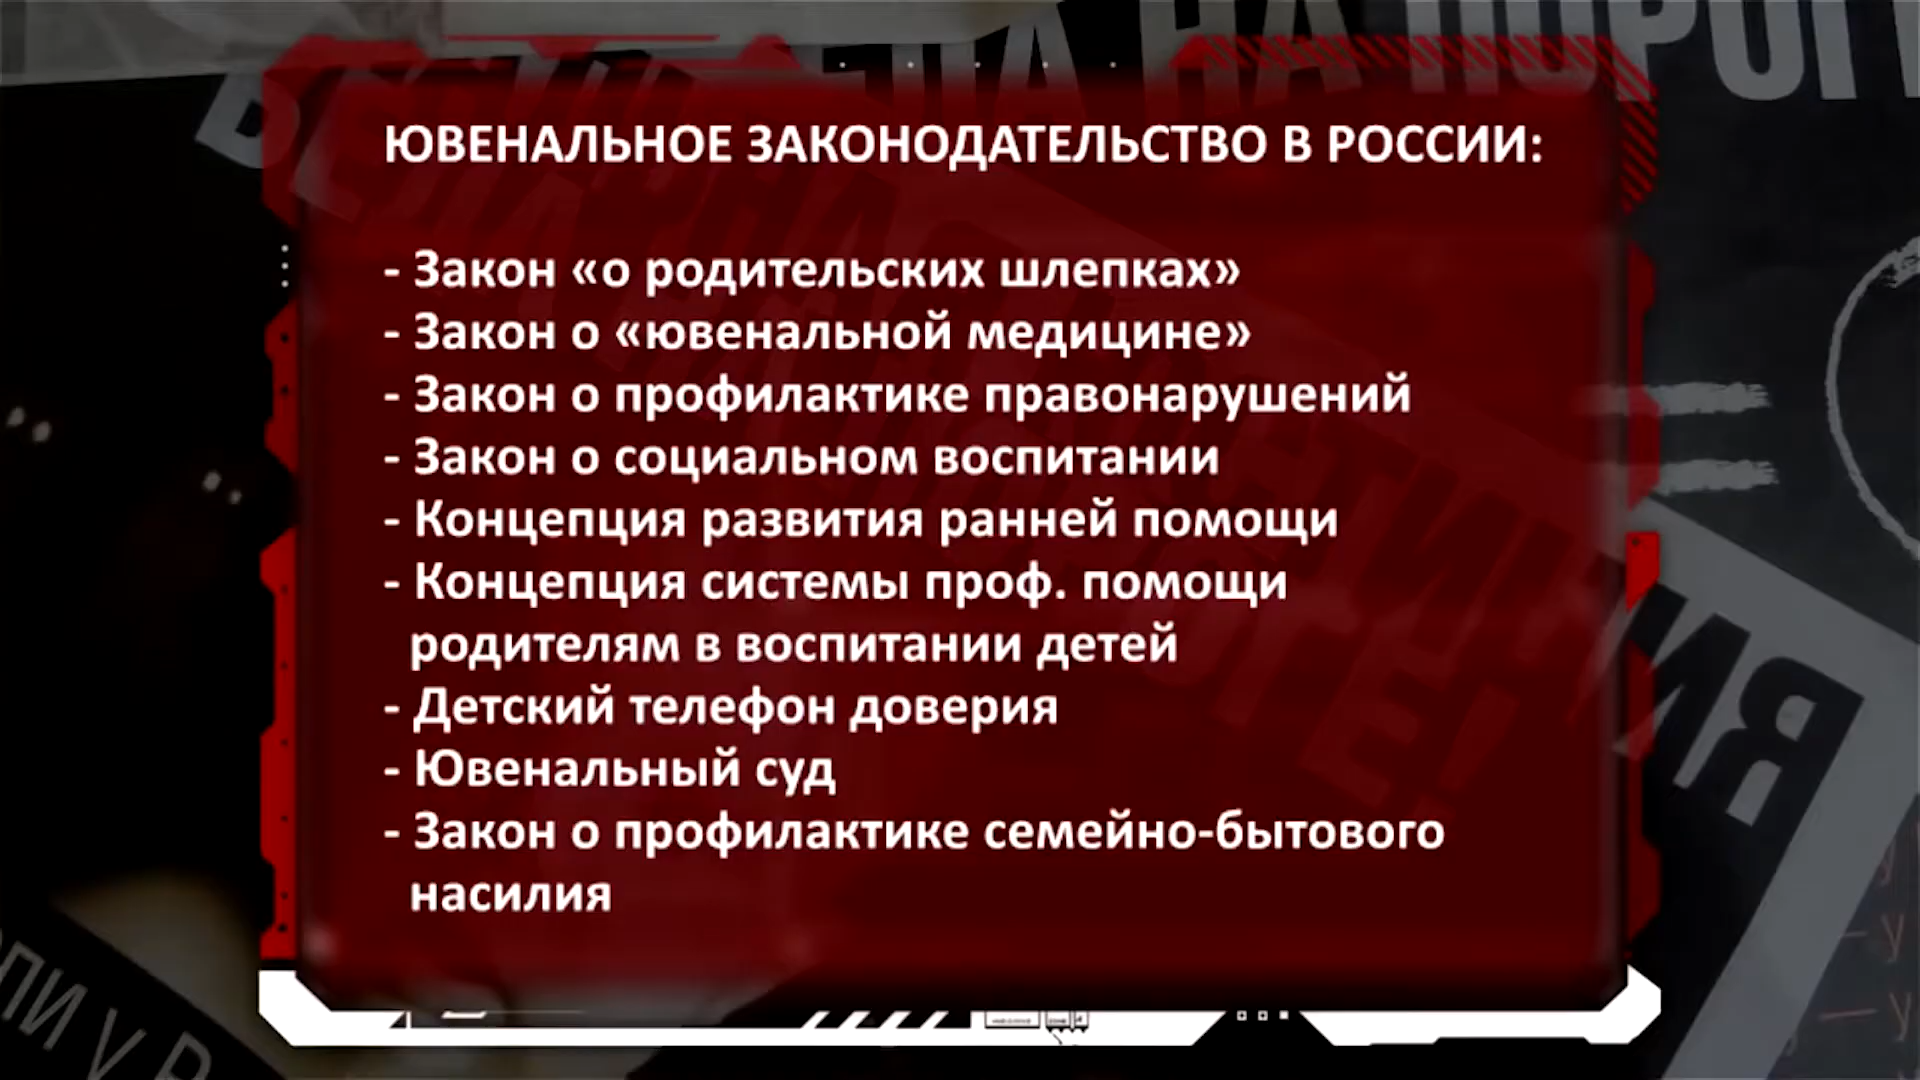 ЮВЕНАЛЬНОЕ ЗАКОНОДАТЕЛЬСТВО В РОССИИ:
- Закон «о родительских шлепках»
- Закон о «ювенальной медицине»
- Закон о профилактике правонарушений
- Закон о социальном воспитании
- Концепция развития ранней помощи
- Концепция системы проф. помощи
родителям в воспитании детей
- Детский телефон доверия
- Ювенальный суд
- Закон о профилактике семейно-бытового
насилия